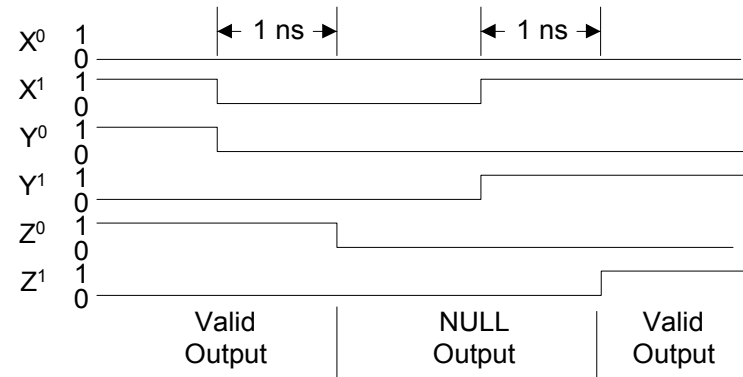 1 ns 1 ns
X⁰ 1
0
X¹ 1
0
Y⁰ 1
0
Y¹ 1
0
Z⁰ 1
0
Z¹ 1
0
Valid NULL Valid
Output Output Output